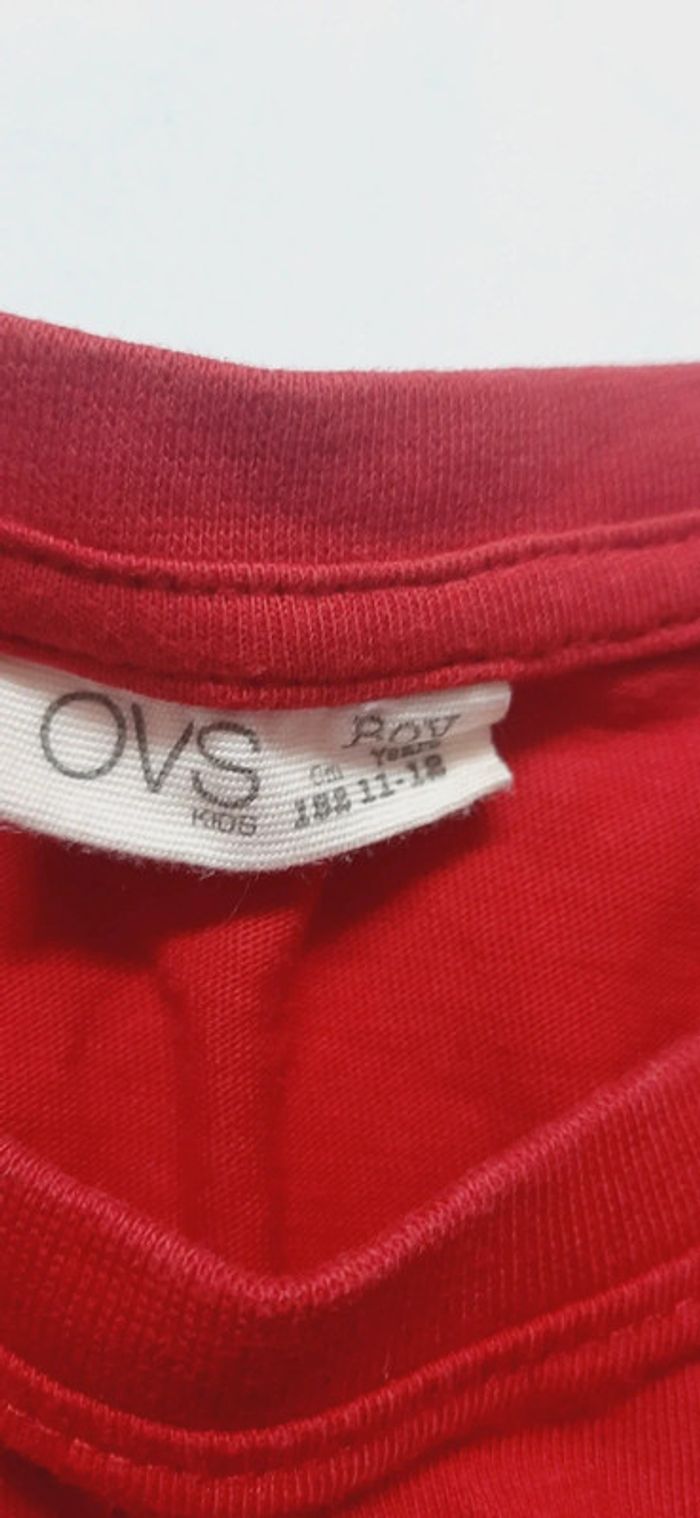 OVS
KIDS
Boy
Cm Years
152 11-12